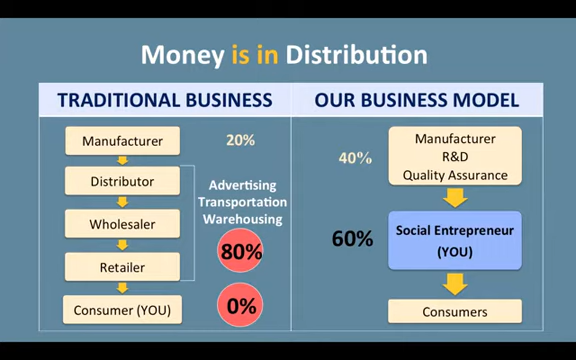 Money is in Distribution
TRADITIONAL BUSINESS
Manufacturer
20%
Distributor
Advertising
Transportation
Warehousing
Wholesaler
80%
Retailer
Consumer (YOU)
0%
OUR BUSINESS MODEL
Manufacturer
R&D
Quality Assurance
40%
60%
Social Entrepreneur
(YOU)
Consumers